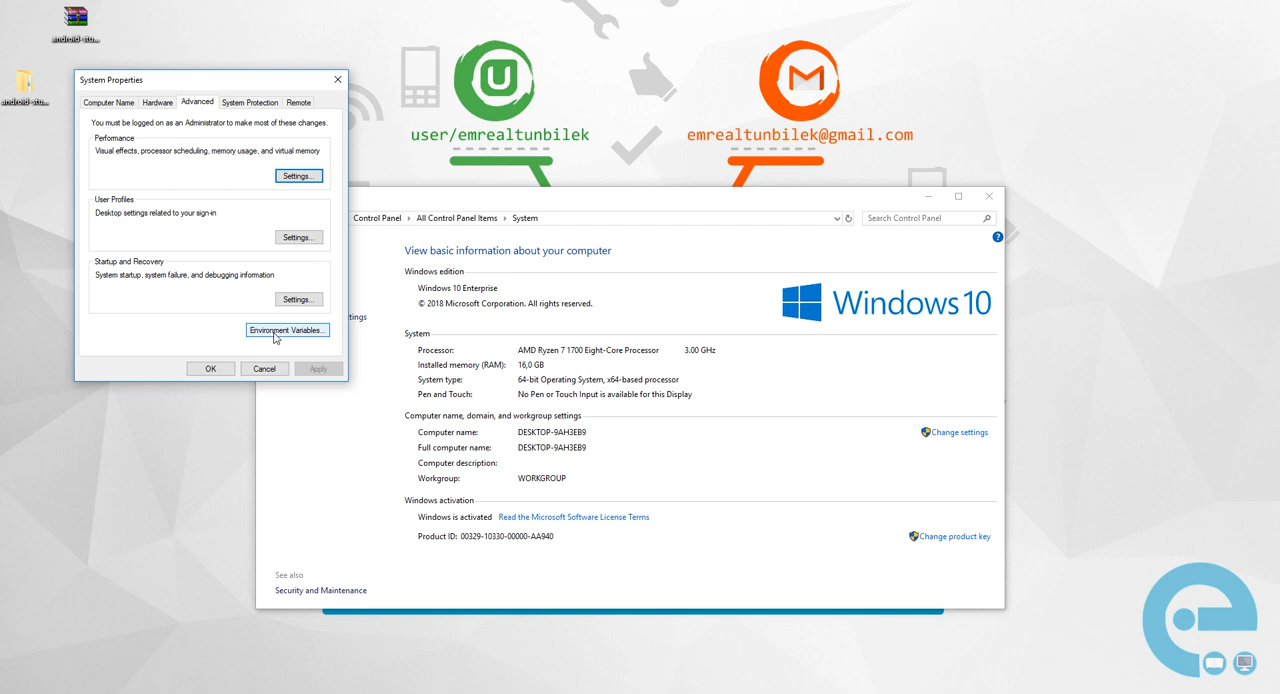 android-stu...
android-stu...
System Properties
Computer Name
Hardware
Advanced
System Protection
Remote
You must be logged on as an Administrator to make most of these changes.
Performance
Visual effects, processor scheduling, memory usage, and virtual memory
Settings...
User Profiles
Desktop settings related to your sign-in
Settings...
Startup and Recovery
System startup, system failure, and debugging information
Settings...
Environment Variables...
OK
Cancel
Apply
user/emrealtunbilek
emrealtunbilek@gmail.com
Control Panel > All Control Panel Items > System
Search Control Panel
View basic information about your computer
Windows edition
Windows 10 Enterprise
© 2018 Microsoft Corporation. All rights reserved.
Windows 10
System
Processor: AMD Ryzen 7 1700 Eight-Core Processor 3.00 GHz
Installed memory (RAM): 16,0 GB
System type: 64-bit Operating System, x64-based processor
Pen and Touch: No Pen or Touch Input is available for this Display
Computer name, domain, and workgroup settings
Computer name: DESKTOP-9AH3EB9
Change settings
Full computer name: DESKTOP-9AH3EB9
Computer description:
Workgroup: WORKGROUP
Windows activation
Windows is activated Read the Microsoft Software License Terms
Product ID: 00329-10330-00000-AA940
Change product key
See also
Security and Maintenance